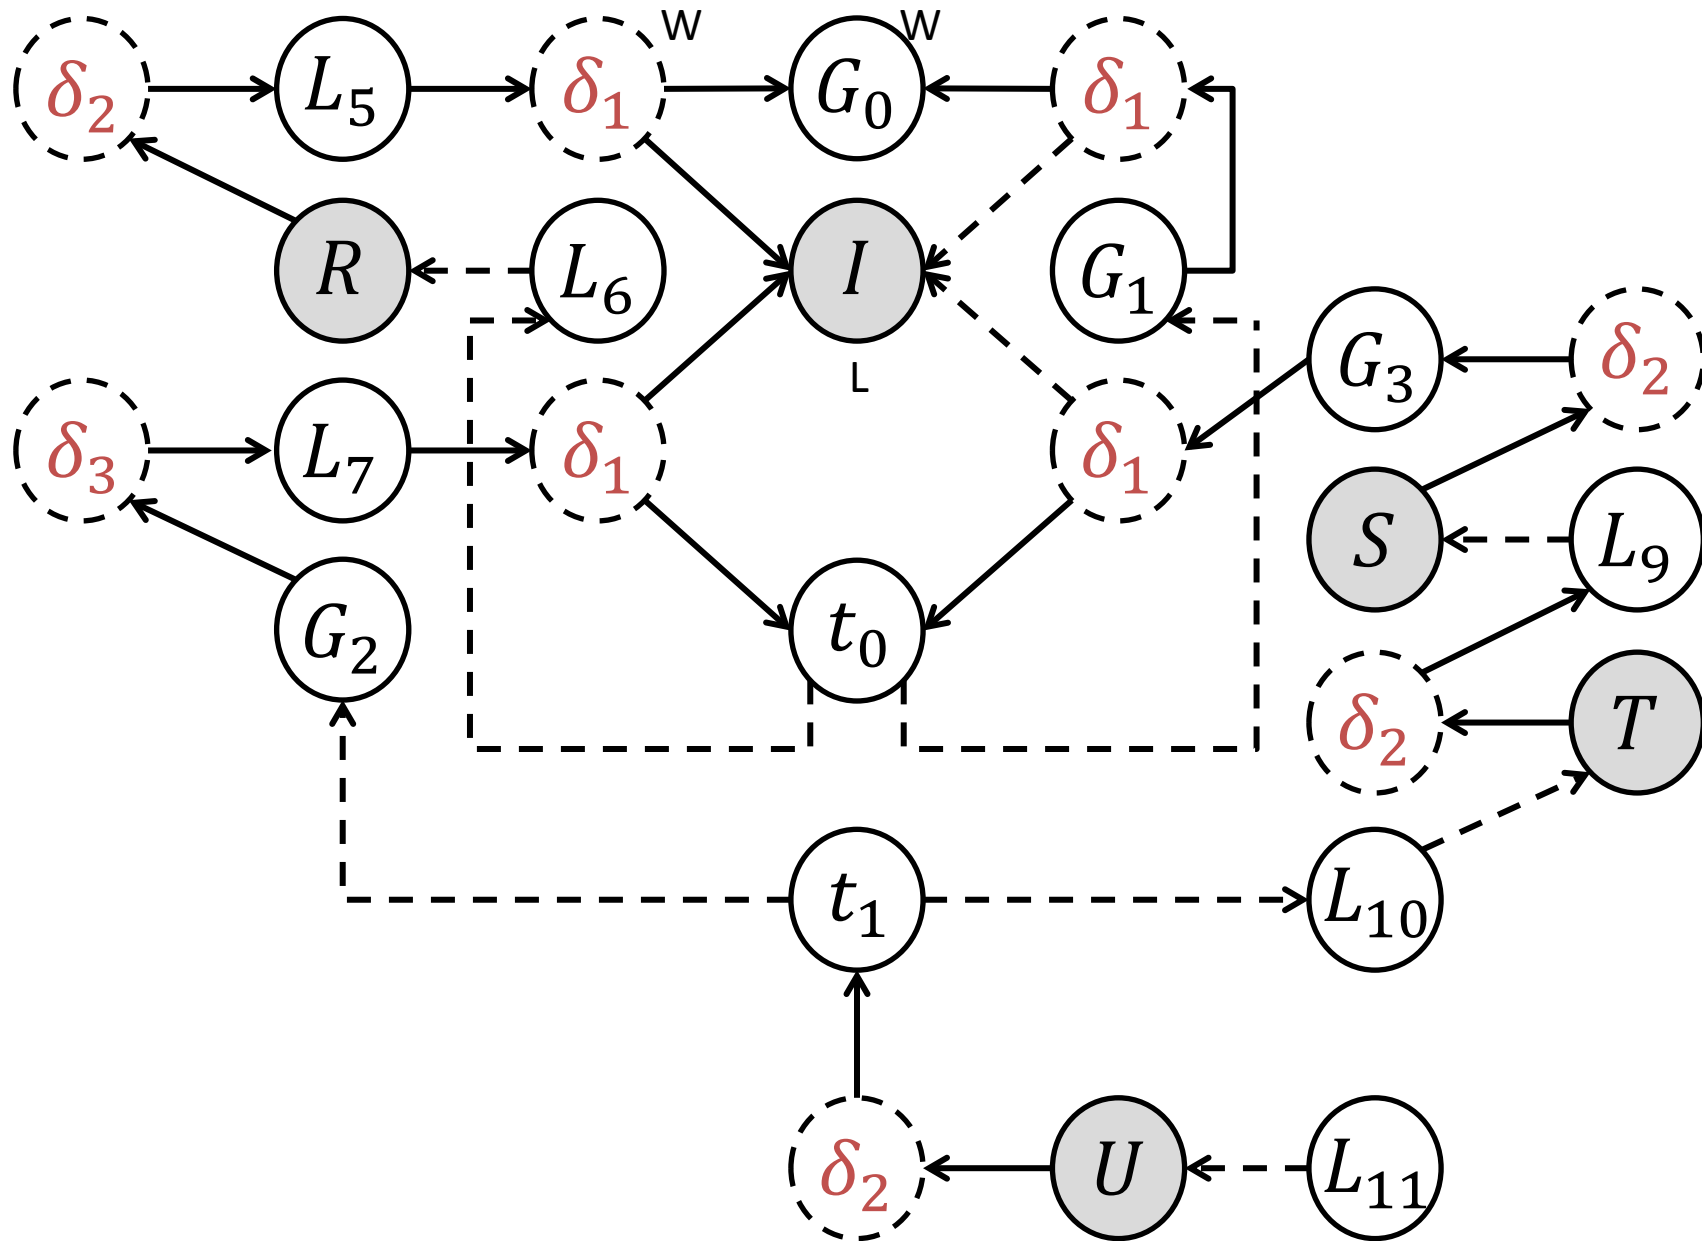 W W
δ₂ L₅ δ₁ G₀ δ₁
R L₆ I G₁
L
G₃ δ₂
δ₃ L₇ δ₁ δ₁
S L₉
G₂ t₀
δ₂ T
t₁ L₁₀
δ₂ U L₁₁